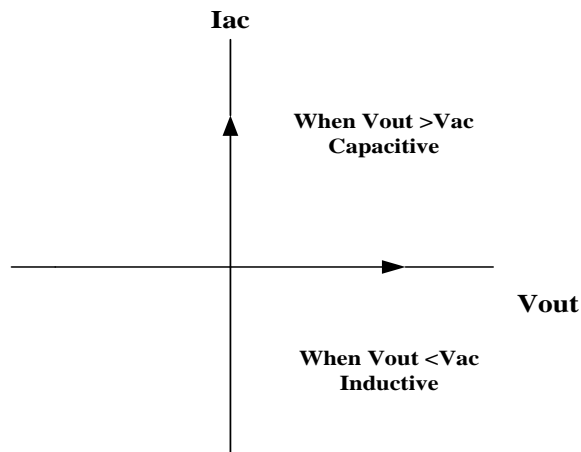 Iac
When Vout >Vac
Capacitive
Vout
When Vout <Vac
Inductive